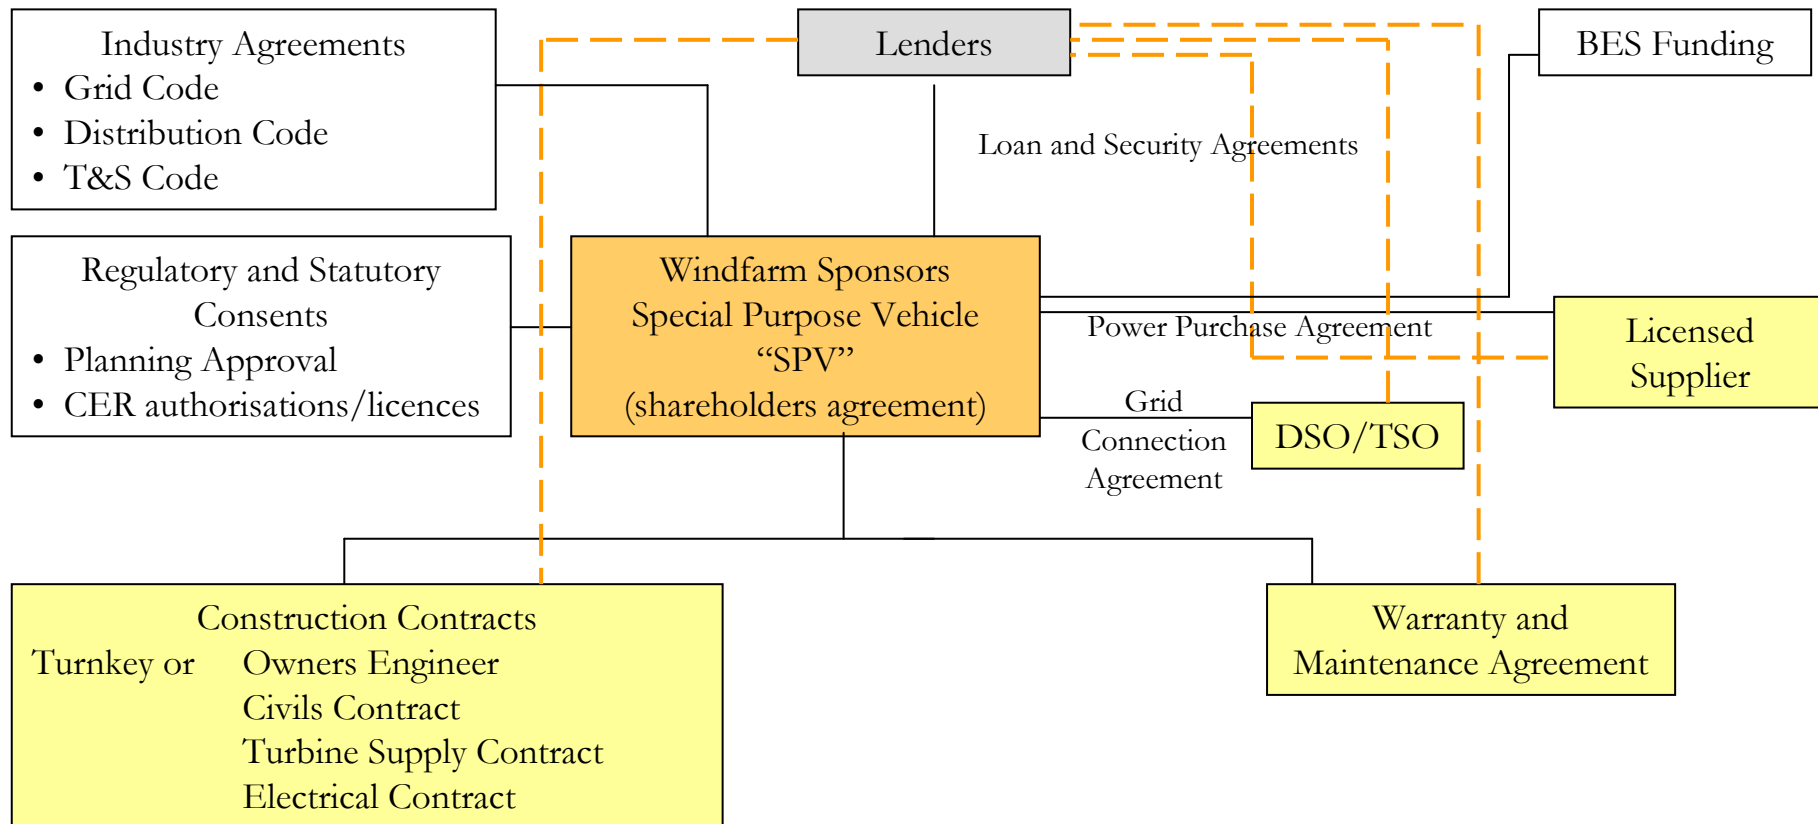 Industry Agreements
• Grid Code
• Distribution Code
• T&S Code
Lenders
BES Funding
Loan and Security Agreements
Regulatory and Statutory
Consents
• Planning Approval
• CER authorisations/licences
Windfarm Sponsors
Special Purpose Vehicle
“SPV”
(shareholders agreement)
Power Purchase Agreement
Licensed
Supplier
Grid
Connection
Agreement
DSO/TSO
Construction Contracts
Turnkey or Owners Engineer
Civils Contract
Turbine Supply Contract
Electrical Contract
Warranty and
Maintenance Agreement